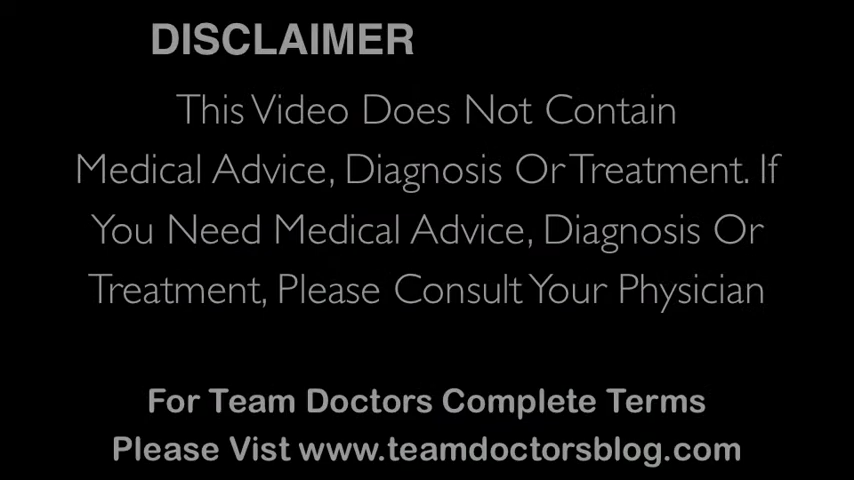 DISCLAIMER
This Video Does Not Contain
Medical Advice, Diagnosis Or Treatment. If
You Need Medical Advice, Diagnosis Or
Treatment, Please Consult Your Physician
For Team Doctors Complete Terms
Please Vist www.teamdoctorsblog.com